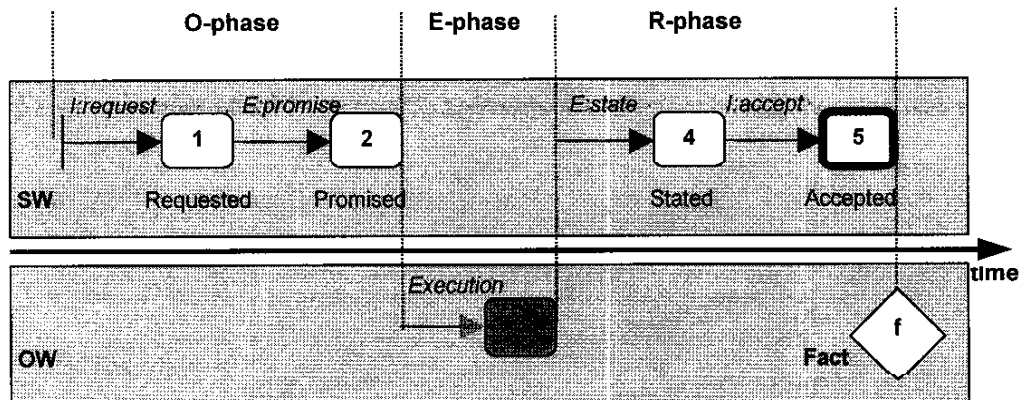 O-phase E-phase R-phase
I:request E:promise E:state I:accept
1 2 4 5
SW Requested Promised Stated Accepted
time
Execution
f
OW Fact